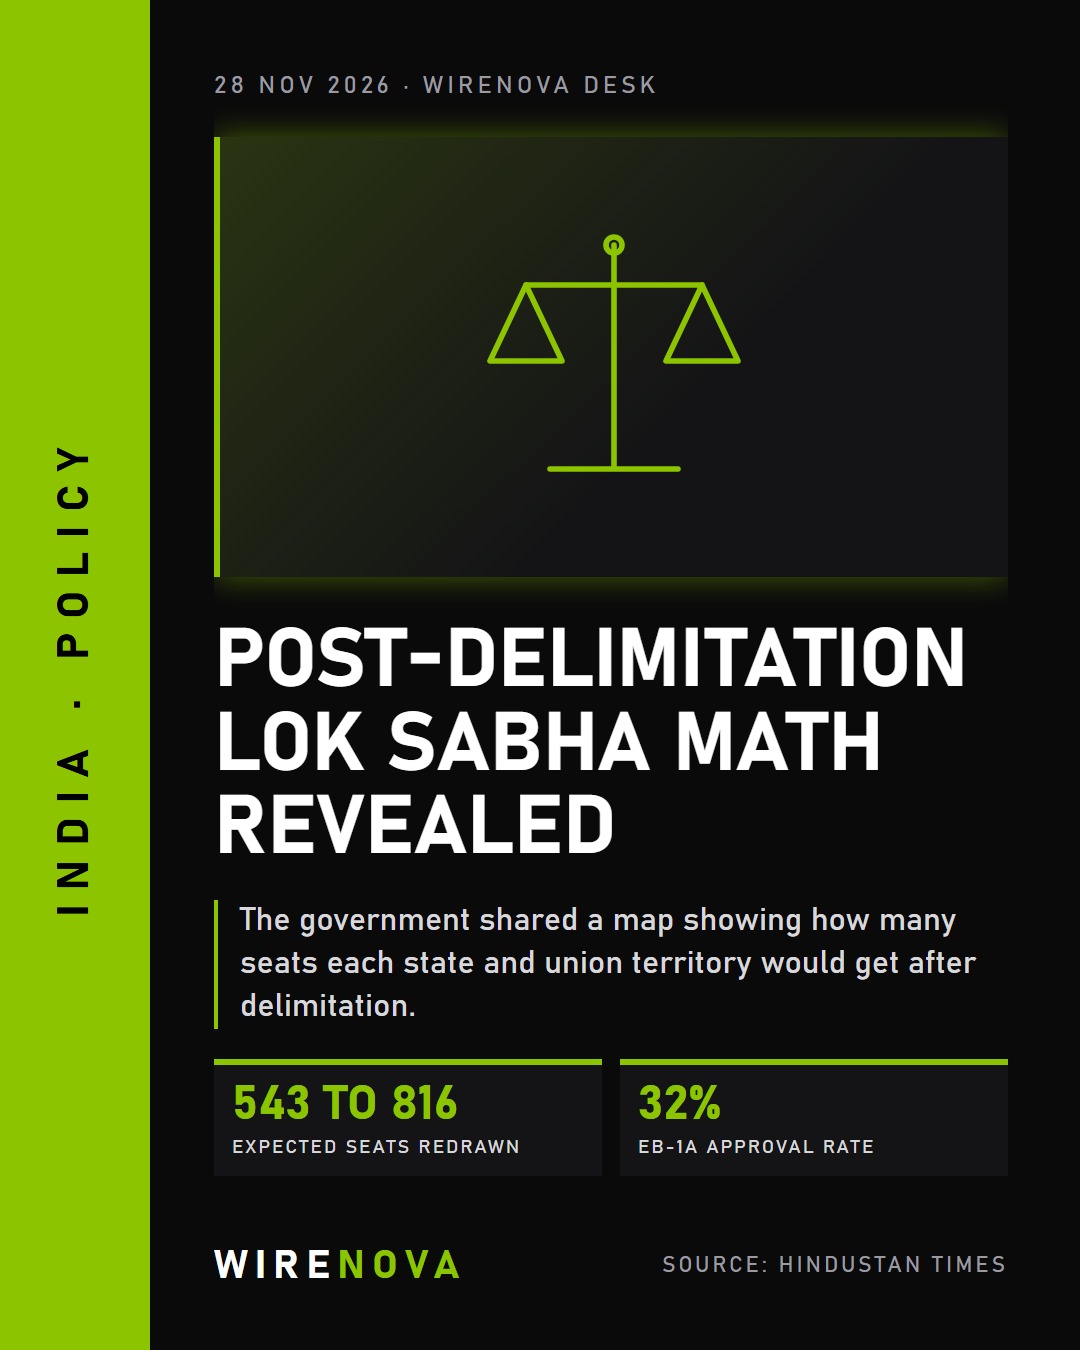 28 NOV 2026 · WIRENOVA DESK
INDIA · POLICY
POST-DELIMITATION
LOK SABHA MATH
REVEALED
The government shared a map showing how many
seats each state and union territory would get after
delimitation.
543 TO 816
EXPECTED SEATS REDRAWN
32%
EB-1A APPROVAL RATE
WIRENOVA
SOURCE: HINDUSTAN TIMES